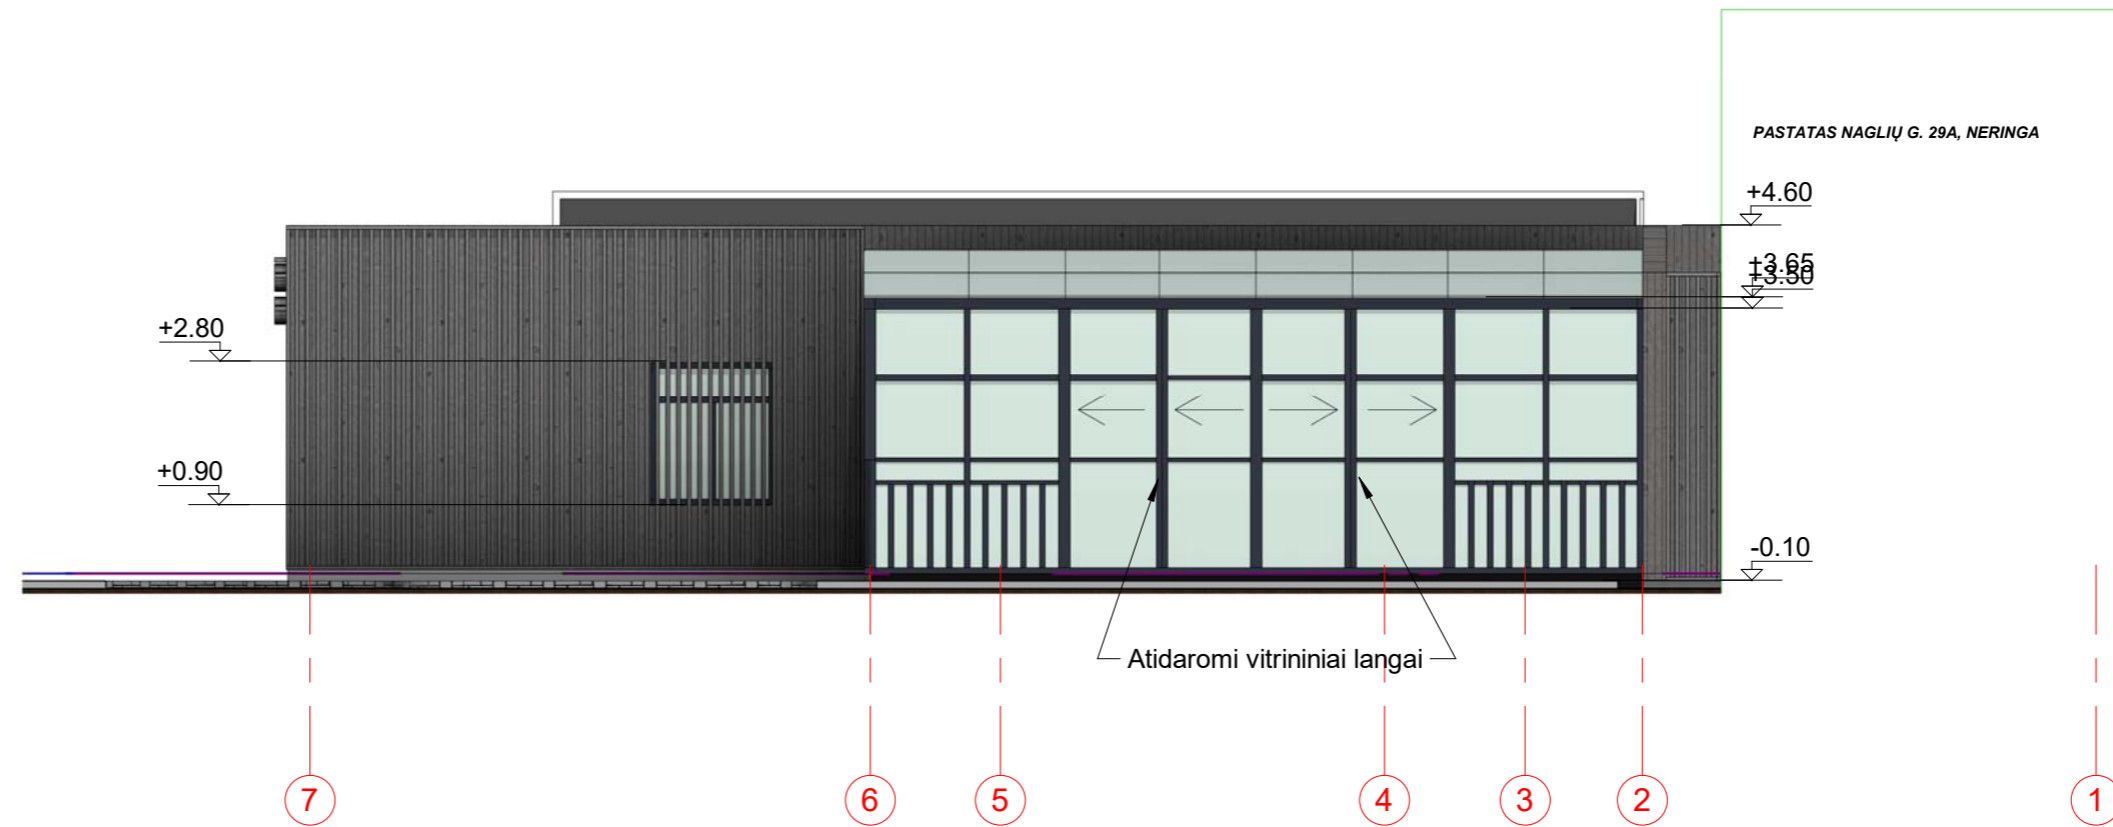 PASTATAS NAGLIŲ G. 29A, NERINGA
+4.60
+3.65
+3.50
+2.80
+0.90
-0.10
Atidaromi vitrininiai langai
7 6 5 4 3 2 1